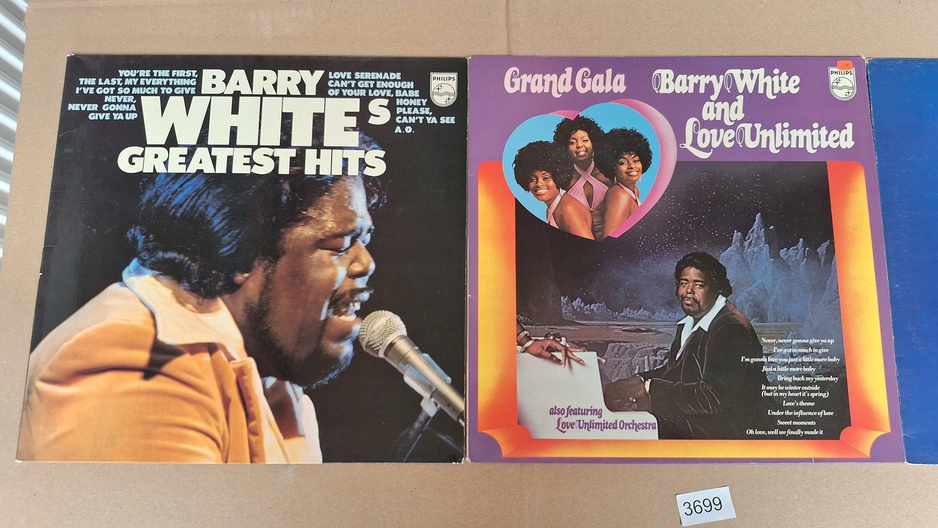 YOU'RE THE FIRST,
THE LAST, MY EVERYTHING
I'VE GOT SO MUCH TO GIVE
NEVER,
NEVER GONNA
GIVE YA UP
BARRY
WHITE'S
GREATEST HITS
LOVE SERENADE
CAN'T GET ENOUGH
OF YOUR LOVE, BABE
HONEY
PLEASE,
CAN'T YA SEE
A.O.
PHILIPS
Grand Gala
Barry White
and
Love Unlimited
PHILIPS
Never, never gonna give ya up
I've got so much to give
I'm gonna love you just a little more baby
Just a little more baby
Bring back my yesterday
It may be winter outside
(but in my heart it's spring)
Love's theme
Under the influence of love
Sweet moments
Oh love, well we finally made it
also featuring
Love Unlimited Orchestra
3699